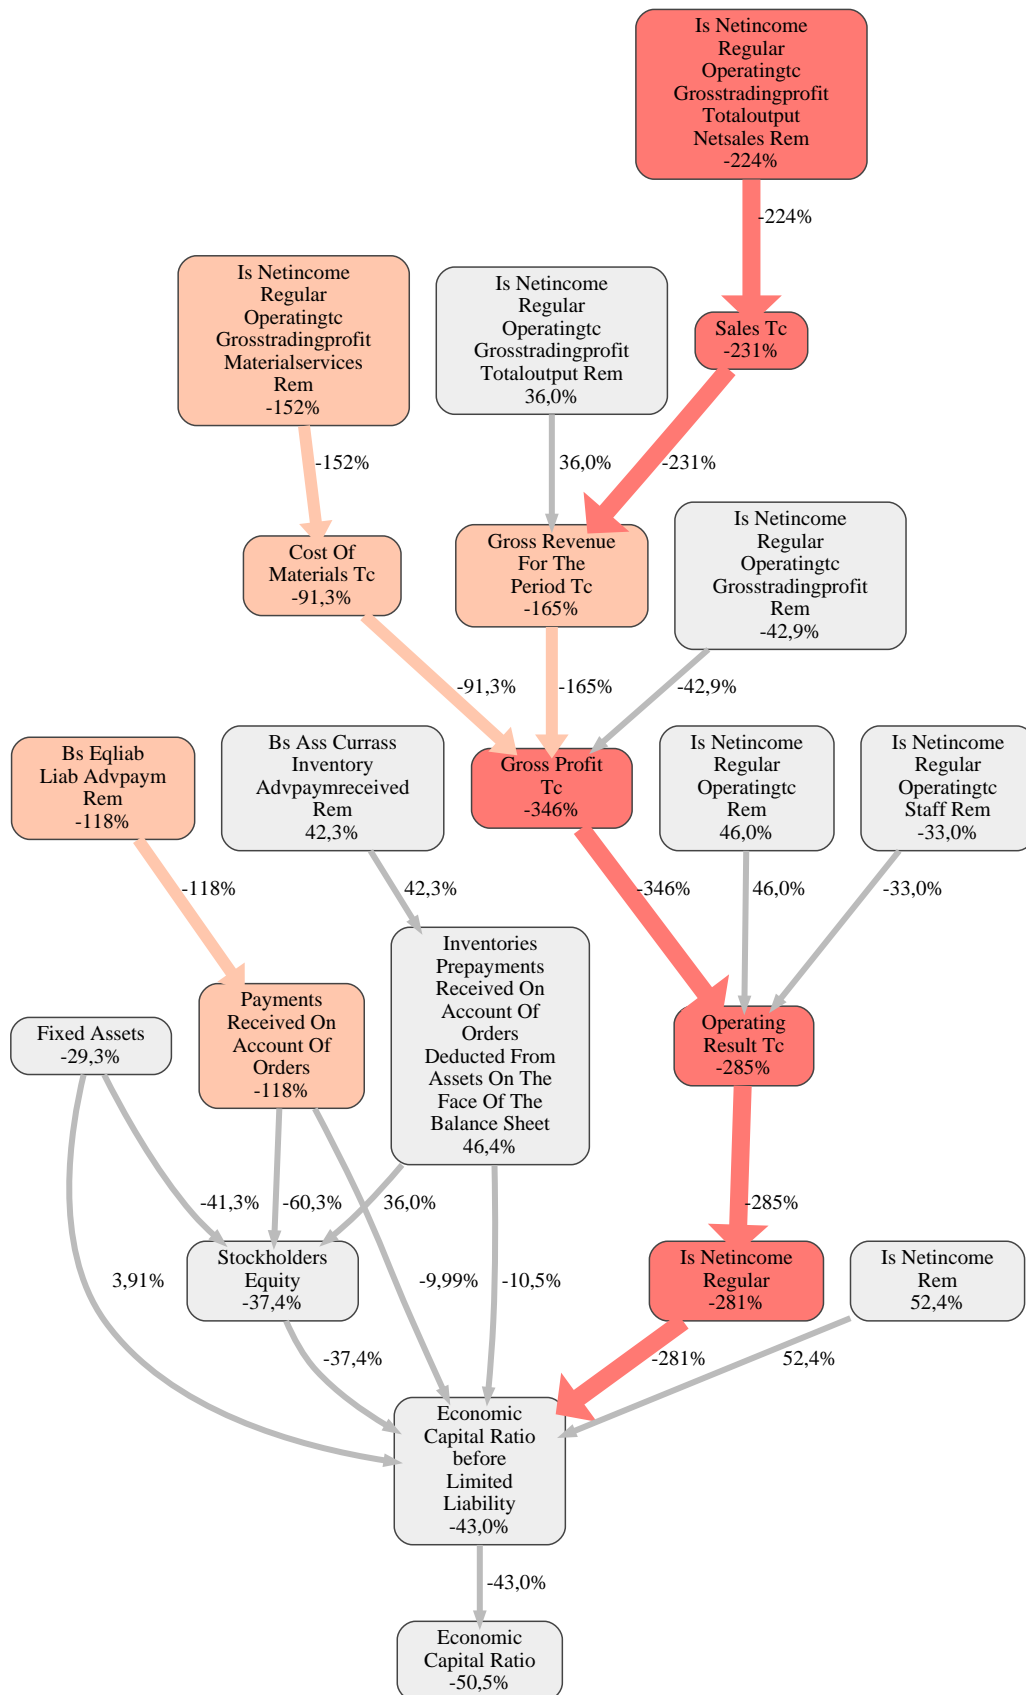 Is Netincome
Regular
Operatingtc
Grosstradingprofit
Totaloutput
Netsales Rem
-224%
-224%
Is Netincome
Regular
Operatingtc
Grosstradingprofit
Materialservices
Rem
-152%
Is Netincome
Regular
Operatingtc
Grosstradingprofit
Totaloutput Rem
36,0%
Sales Tc
-231%
-152%
36,0%
-231%
Cost Of
Materials Tc
-91,3%
Gross Revenue
For The
Period Tc
-165%
Is Netincome
Regular
Operatingtc
Grosstradingprofit
Rem
-42,9%
-91,3%
-165%
-42,9%
Bs Eqliab
Liab Advpaym
Rem
-118%
Bs Ass Currass
Inventory
Advpaymreceived
Rem
42,3%
Gross Profit
Tc
-346%
Is Netincome
Regular
Operatingtc
Rem
46,0%
Is Netincome
Regular
Operatingtc
Staff Rem
-33,0%
-118%
42,3%
-346%
46,0%
-33,0%
Fixed Assets
-29,3%
Payments
Received On
Account Of
Orders
-118%
Inventories
Prepayments
Received On
Account Of
Orders
Deducted From
Assets On The
Face Of The
Balance Sheet
46,4%
Operating
Result Tc
-285%
-41,3%
-60,3%
36,0%
-285%
Stockholders
Equity
-37,4%
Is Netincome
Regular
-281%
Is Netincome
Rem
52,4%
3,91%
-9,99%
-10,5%
-37,4%
-281%
52,4%
Economic
Capital Ratio
before
Limited
Liability
-43,0%
-43,0%
Economic
Capital Ratio
-50,5%